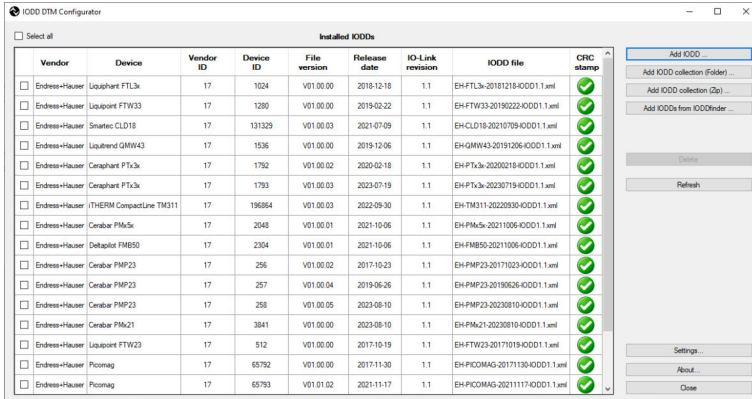 IODD DTM Configurator
Select all
Installed IODDs
Vendor Device Vendor ID Device ID File version Release date IO-Link revision IODD file CRC stamp
Endress+Hauser Liquiphant FTL3x 17 1024 V01.00.00 2018-12-18 1.1 EH-FTL3x-20181218-IODD1.1.xml
Endress+Hauser Liquipoint FTW33 17 1280 V01.00.00 2019-02-22 1.1 EH-FTW33-20190222-IODD1.1.xml
Endress+Hauser Smartec CLD18 17 131329 V01.00.03 2021-07-09 1.1 EH-CLD18-20210709-IODD1.1.xml
Endress+Hauser Liquitrend QMW43 17 1536 V01.00.00 2019-12-06 1.1 EH-QMW43-20191206-IODD1.1.xml
Endress+Hauser Ceraphant PTx3x 17 1792 V01.00.02 2020-02-18 1.1 EH-PTx3x-20200218-IODD1.1.xml
Endress+Hauser Ceraphant PTx3x 17 1793 V01.00.03 2023-07-19 1.1 EH-PTx3x-20230719-IODD1.1.xml
Endress+Hauser iTHERM CompactLine TM311 17 196864 V01.00.03 2022-09-30 1.1 EH-TM311-20220930-IODD1.1.xml
Endress+Hauser Cerabar PMx5x 17 2048 V01.00.01 2021-10-06 1.1 EH-PMx5x-20211006-IODD1.1.xml
Endress+Hauser Deltapilot FMB50 17 2304 V01.00.01 2021-10-06 1.1 EH-FMB50-20211006-IODD1.1.xml
Endress+Hauser Cerabar PMP23 17 256 V01.00.02 2017-10-23 1.1 EH-PMP23-20171023-IODD1.1.xml
Endress+Hauser Cerabar PMP23 17 257 V01.00.04 2019-06-26 1.1 EH-PMP23-20190626-IODD1.1.xml
Endress+Hauser Cerabar PMP23 17 258 V01.00.05 2023-08-10 1.1 EH-PMP23-20230810-IODD1.1.xml
Endress+Hauser Cerabar PMx21 17 3841 V01.00.00 2023-08-10 1.1 EH-PMx21-20230810-IODD1.1.xml
Endress+Hauser Liquipoint FTW23 17 512 V01.00.00 2017-10-19 1.1 EH-FTW23-20171019-IODD1.1.xml
Endress+Hauser Picomag 17 65792 V01.00.00 2017-11-30 1.1 EH-PICOMAG-20171130-IODD1.1.xml
Endress+Hauser Picomag 17 65793 V01.01.02 2021-11-17 1.1 EH-PICOMAG-20211117-IODD1.1.xml
Add IODD ...
Add IODD collection (Folder) ...
Add IODD collection (Zip) ...
Add IODDs from IODDfinder ...
Delete
Refresh
Settings...
About...
Close